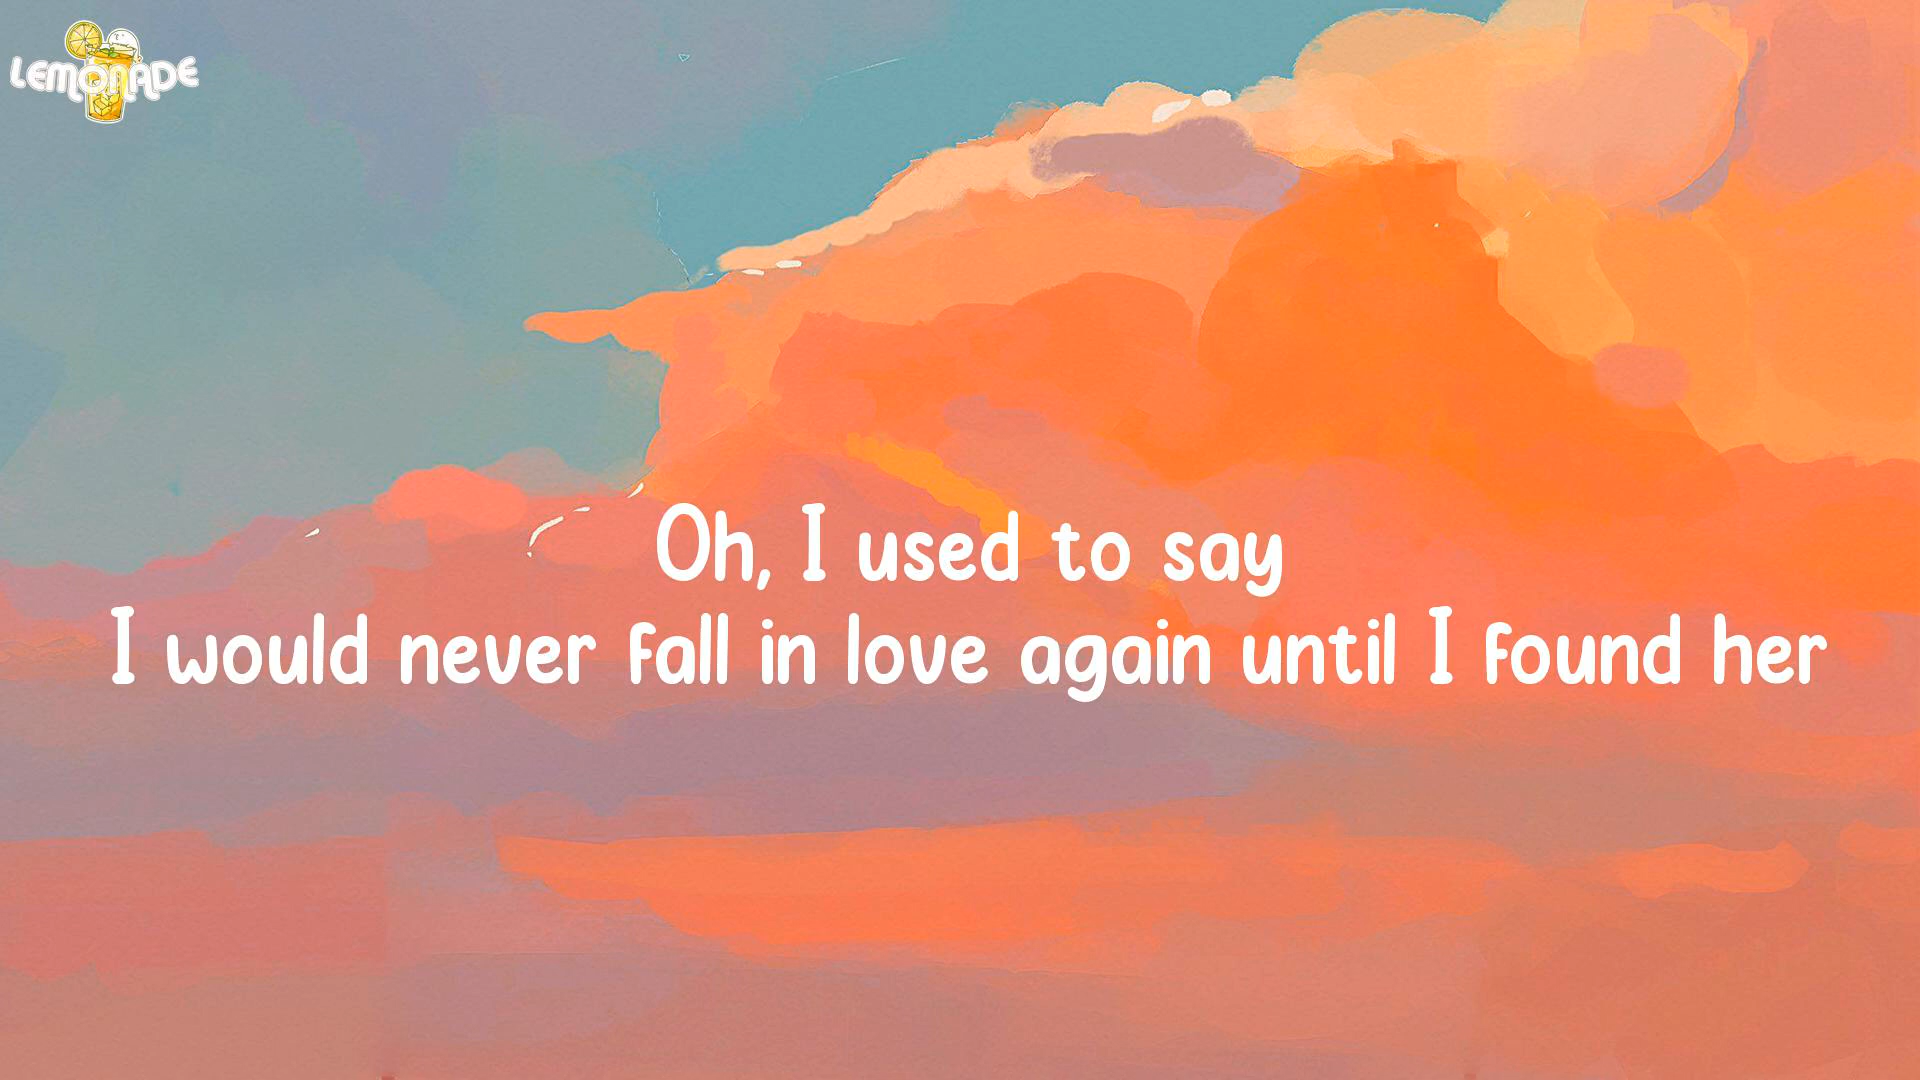 LEMONADE
Oh, I used to say
I would never fall in love again until I found her